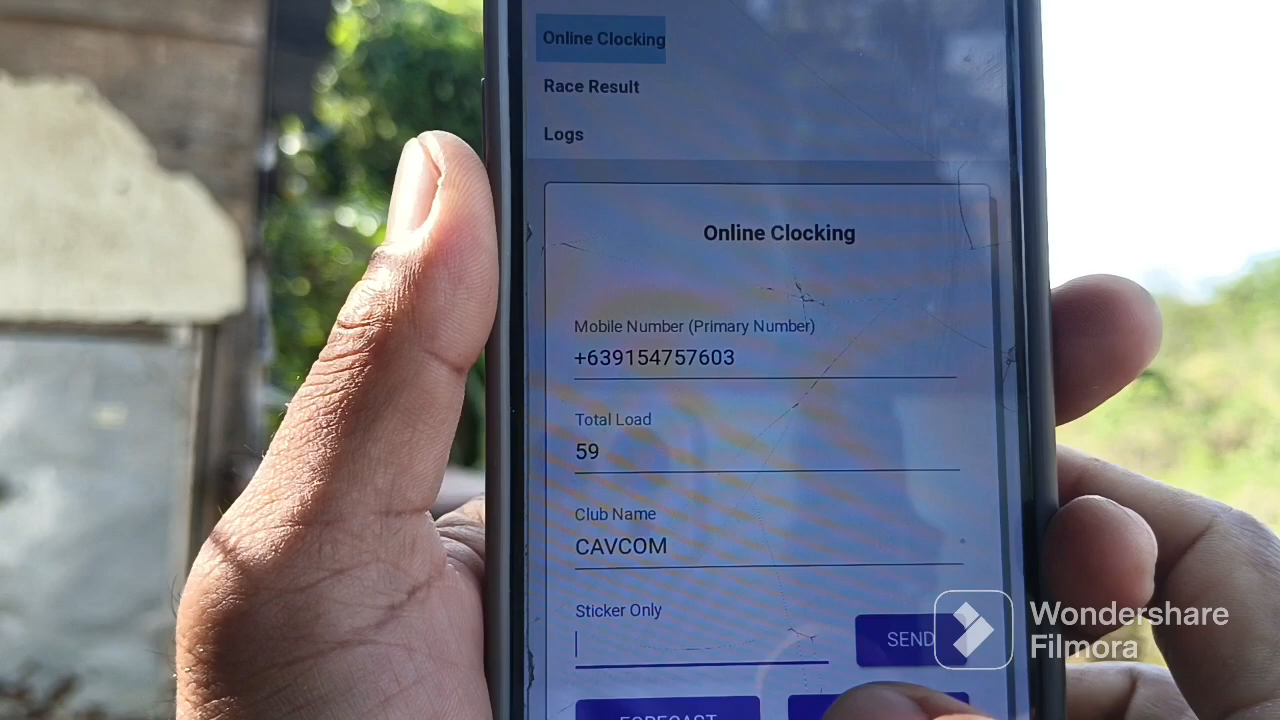 Online Clocking
Race Result
Logs
Online Clocking
Mobile Number (Primary Number)
+639154757603
Total Load
59
Club Name
CAVCOM
Sticker Only
SEND
FORECAST
Wondershare
Filmora